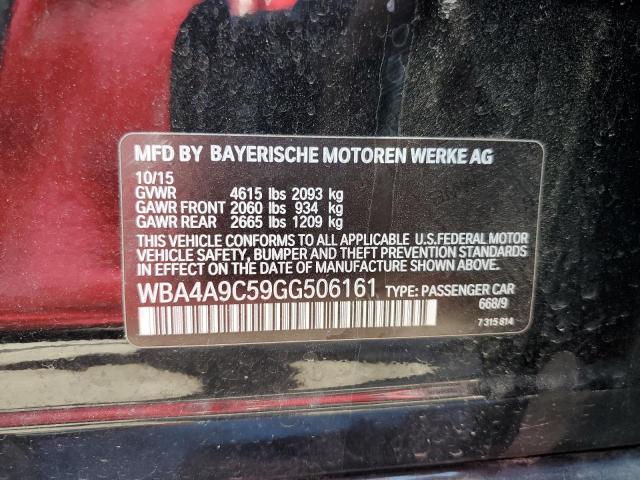 MFD BY BAYERISCHE MOTOREN WERKE AG
10/15
GVWR 4615 lbs 2093 kg
GAWR FRONT 2060 lbs 934 kg
GAWR REAR 2665 lbs 1209 kg
THIS VEHICLE CONFORMS TO ALL APPLICABLE U.S.FEDERAL MOTOR
VEHICLE SAFETY, BUMPER AND THEFT PREVENTION STANDARDS
IN EFFECT ON THE DATE OF MANUFACTURE SHOWN ABOVE.
WBA4A9C59GG506161 TYPE: PASSENGER CAR
668/9
7 315 814